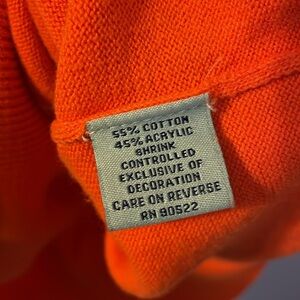 55% COTTON
45% ACRYLIC
SHRINK
CONTROLLED
EXCLUSIVE OF
DECORATION
CARE ON REVERSE
RN 90522